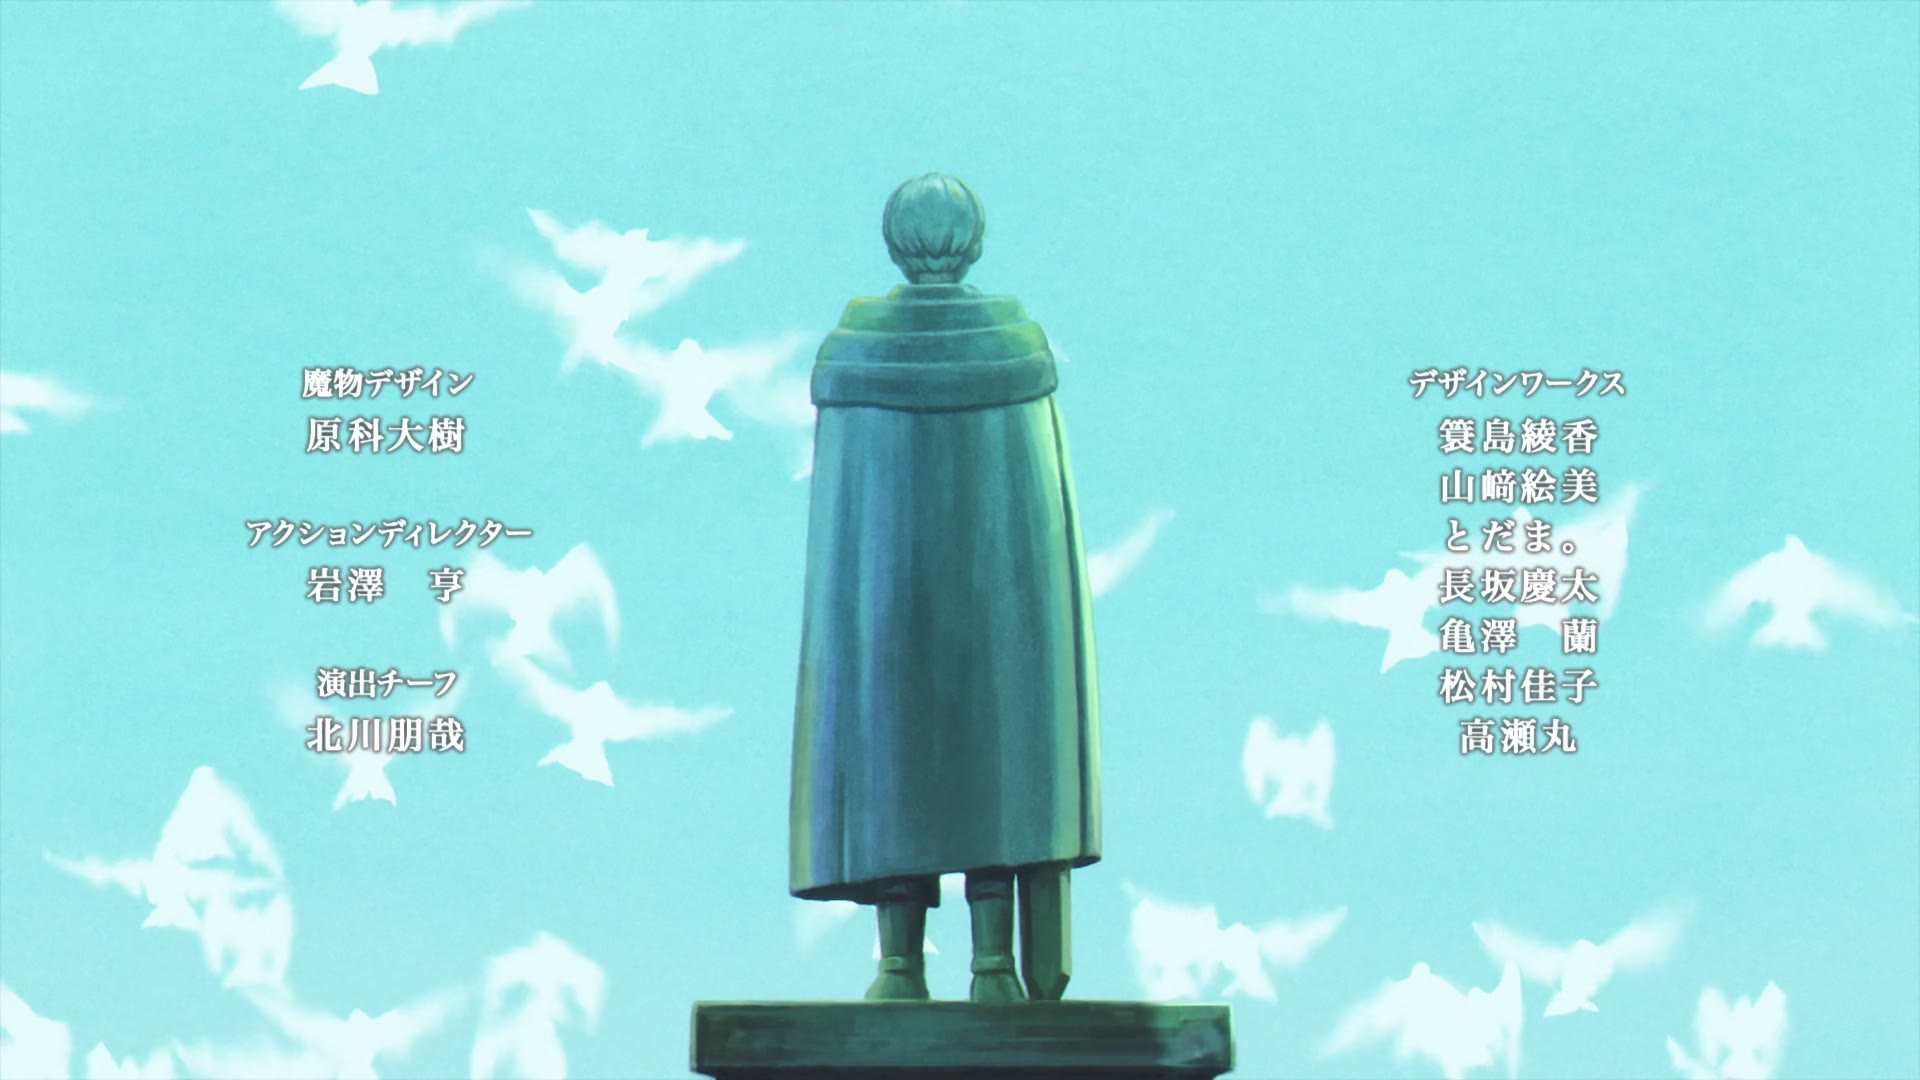 魔物デザイン
原科大樹
アクションディレクター
岩澤　亨
演出チーフ
北川朋哉
デザインワークス
簑島綾香
山﨑絵美
とだま。
長坂慶太
亀澤　蘭
松村佳子
高瀬丸